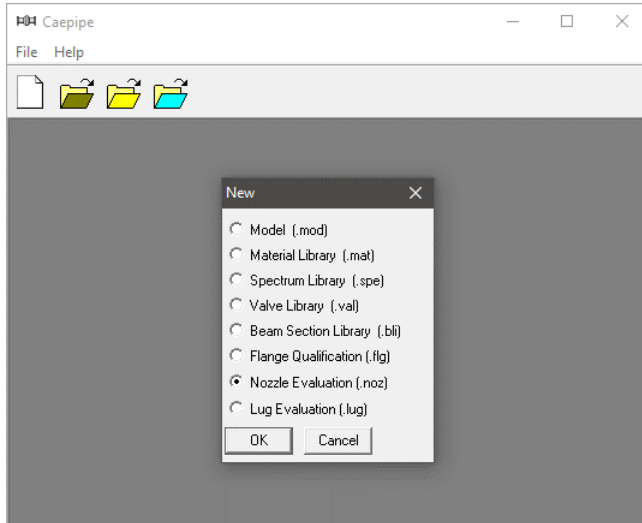 Caepipe
File Help
New
Model (.mod)
Material Library (.mat)
Spectrum Library (.spe)
Valve Library (.val)
Beam Section Library (.bli)
Flange Qualification (.flg)
Nozzle Evaluation (.noz)
Lug Evaluation (.lug)
OK Cancel